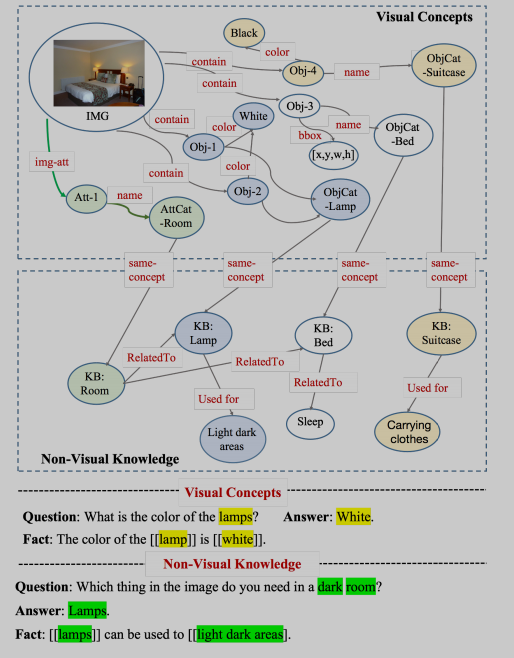 Visual Concepts
Black
color
contain
Obj-4
name
ObjCat
-Suitcase
contain
contain
IMG
contain
color
White
Obj-3
name
bbox
ObjCat
-Bed
[x,y,w,h]
Obj-1
img-att
contain
color
Obj-2
ObjCat
-Lamp
Att-1
name
AttCat
-Room
same-
concept
same-
concept
same-
concept
same-
concept
KB:
Lamp
KB:
Bed
KB:
Suitcase
RelatedTo
RelatedTo
KB:
Room
RelatedTo
Used for
Used for
Light dark
areas
Sleep
Carrying
clothes
Non-Visual Knowledge
Visual Concepts
Question: What is the color of the lamps? Answer: White.
Fact: The color of the [[lamp]] is [[white]].
Non-Visual Knowledge
Question: Which thing in the image do you need in a dark room?
Answer: Lamps.
Fact: [[lamps]] can be used to [[light dark areas].